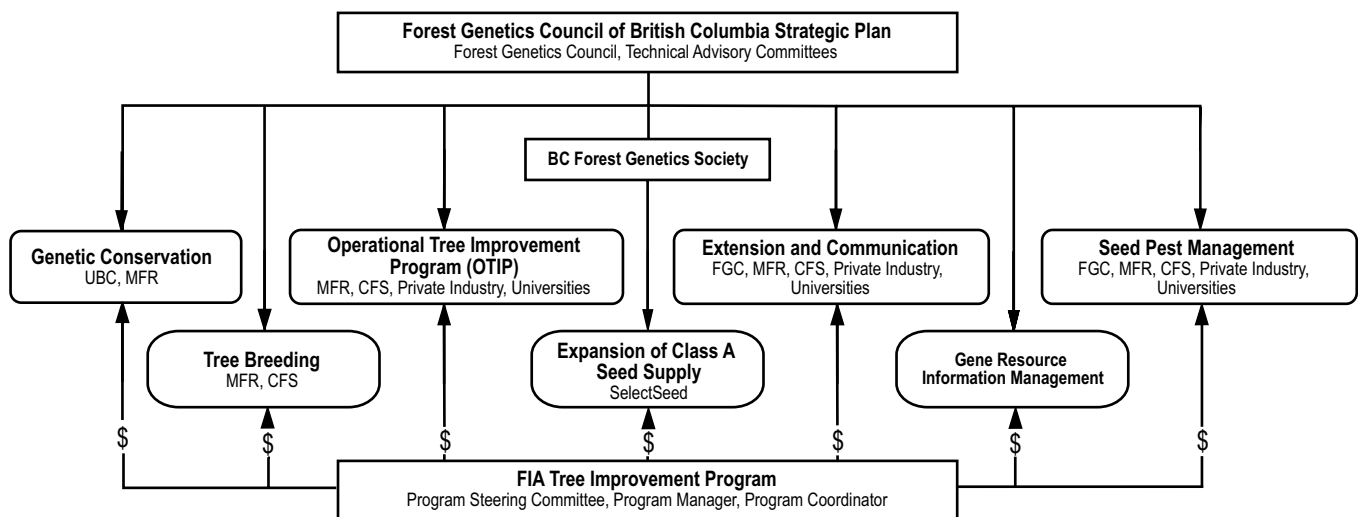 Forest Genetics Council of British Columbia Strategic Plan
Forest Genetics Council, Technical Advisory Committees
BC Forest Genetics Society
Genetic Conservation
UBC, MFR
Operational Tree Improvement
Program (OTIP)
MFR, CFS, Private Industry, Universities
Extension and Communication
FGC, MFR, CFS, Private Industry,
Universities
Seed Pest Management
FGC, MFR, CFS, Private Industry,
Universities
Tree Breeding
MFR, CFS
Expansion of Class A
Seed Supply
SelectSeed
Gene Resource
Information Management
$ $ $ $ $ $ $
FIA Tree Improvement Program
Program Steering Committee, Program Manager, Program Coordinator